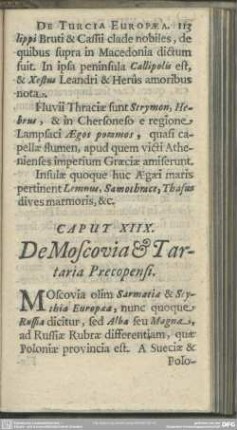 DE TURCIA EUROPÆA. 113
lippi Bruti & Cassii clade nobiles, de
quibus supra in Macedonia dictum
fuit. In ipsa peninsula Callipolis est,
& Xestus Leandri & Herûs amoribus
nota.
Fluvii Thraciæ sunt Strymon, He-
brus, & in Chersoneso e regione
Lampsaci Ægos potamos, quasi ca-
pellæ flumen, apud quem victi Athe-
nienses imperium Græciæ amiserunt.
Insulæ quoque huc Ægæi maris
pertinent Lemnus, Samothrace, Thasus
dives marmoris, &c.
CAPUT XIIX.
De Moscovia & Tar-
taria Precopensi.
MOscovia olim Sarmatia & Scy-
thia Europæa, nunc quoque
Russia dicitur, sed Alba seu Magna,
ad Russiæ Rubræ differentiam, quæ
Poloniæ provincia est. A Sueciæ &
Polo-